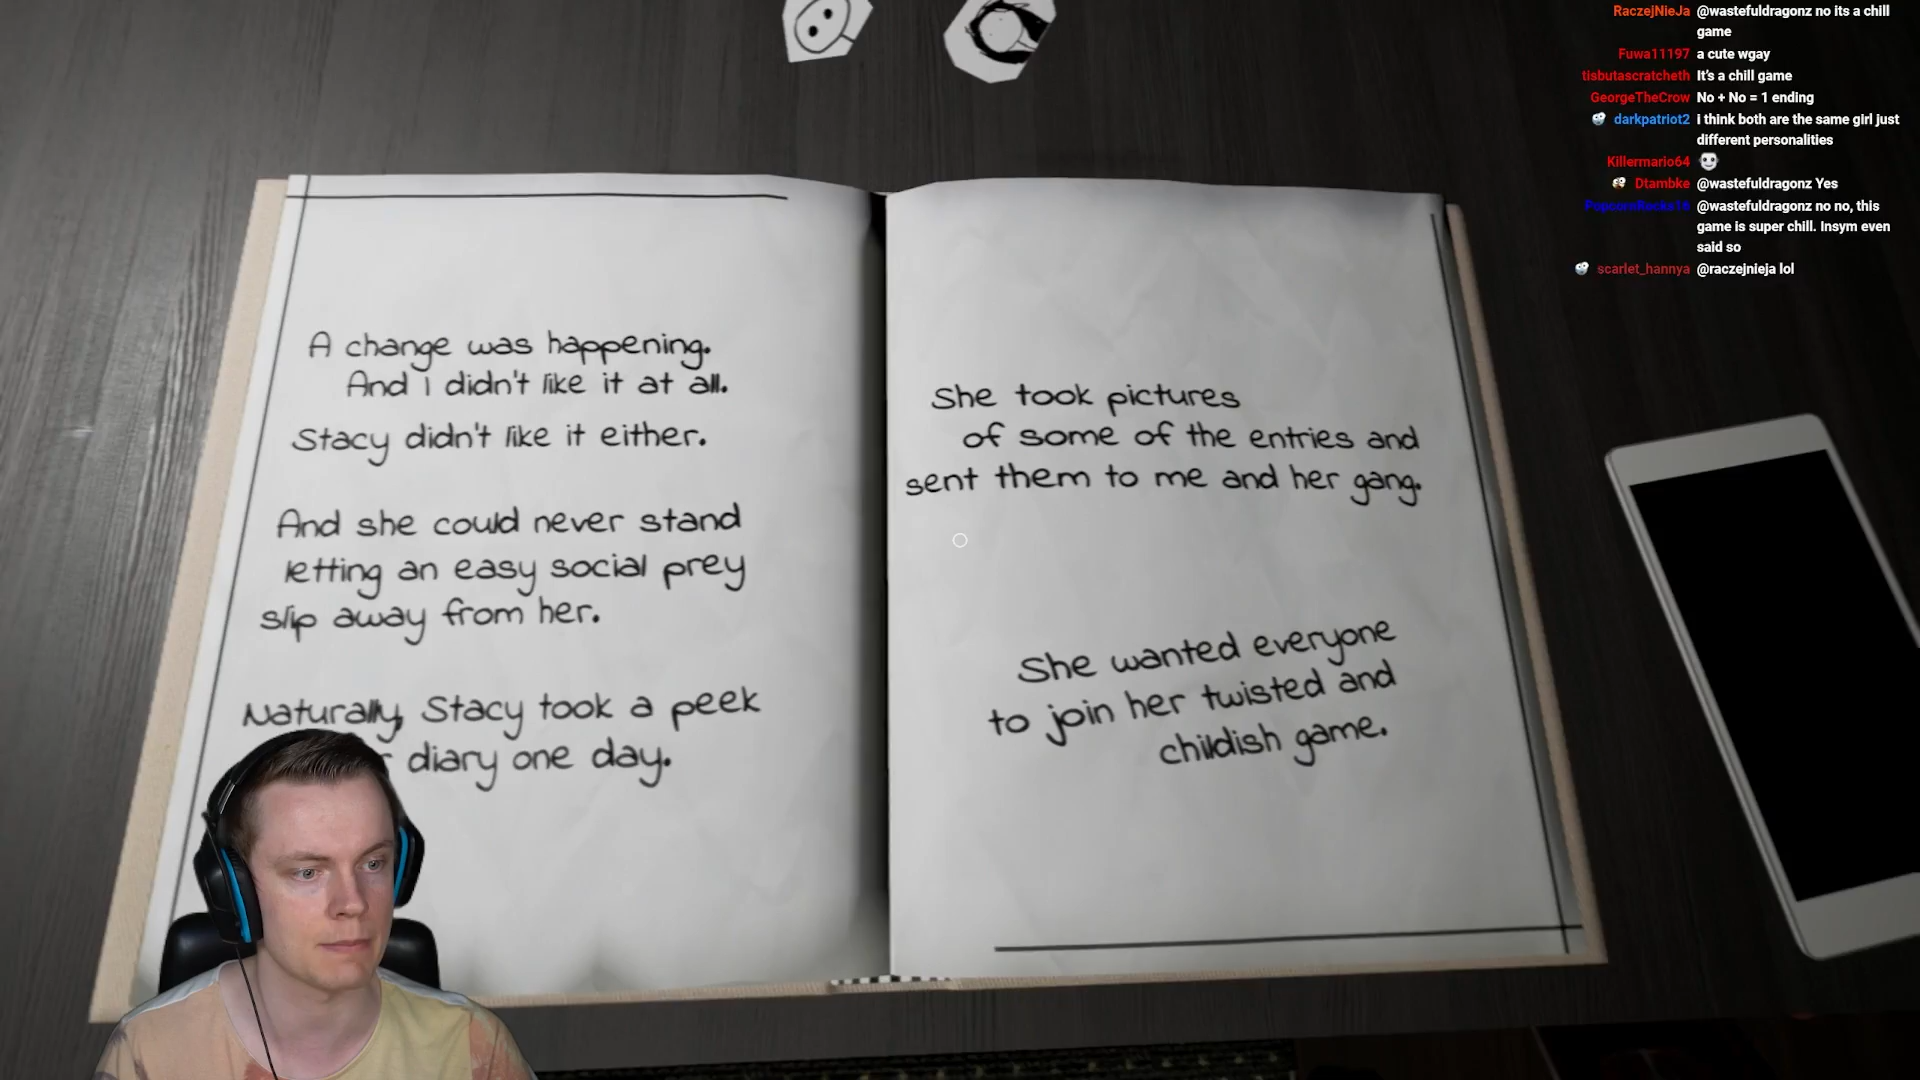 A change was happening.
And I didn't like it at all.
Stacy didn't like it either.
And she could never stand
letting an easy social prey
slip away from her.
Naturally, Stacy took a peek
diary one day.
She took pictures
of some of the entries and
sent them to me and her gang.
She wanted everyone
to join her twisted and
childish game.
RaczejNieJa @wastefuldragonz no its a chill
game
Fuwa11197 a cute wgay
tisbutascratcheth It's a chill game
GeorgeTheCrow No + No = 1 ending
darkpatriot2 i think both are the same girl just
different personalities
Killermario64
Dtambke @wastefuldragonz Yes
PopcornRocks16 @wastefuldragonz no no, this
game is super chill. Insym even
said so
scarlet_hannya @raczejnieja lol